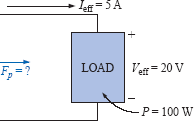 I_eff = 5 A
+
F_p = ?
LOAD
V_eff = 20 V
−
P = 100 W